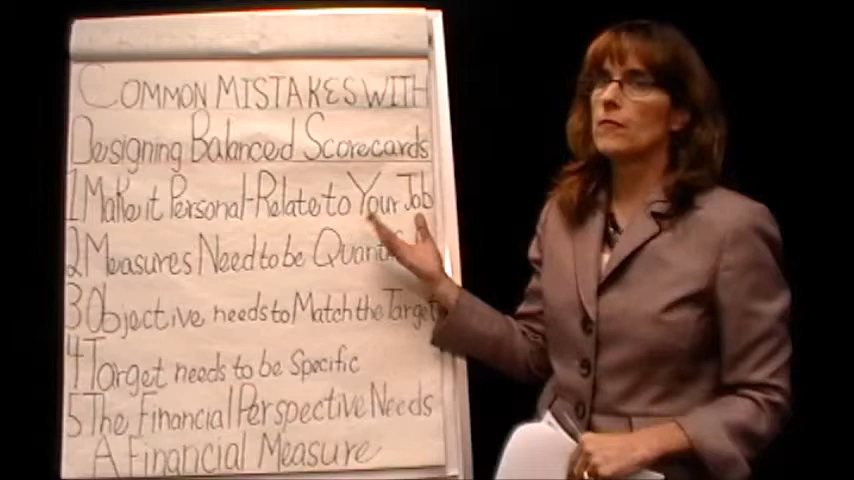 COMMON MISTAKES WITH
Designing Balanced Scorecards
1 Make it Personal-Relate to Your Job
2 Measures Need to be
3 Objective needs to Match the Target
4 Target needs to be Specific
5 The Financial Perspective Needs
A Financial Measure